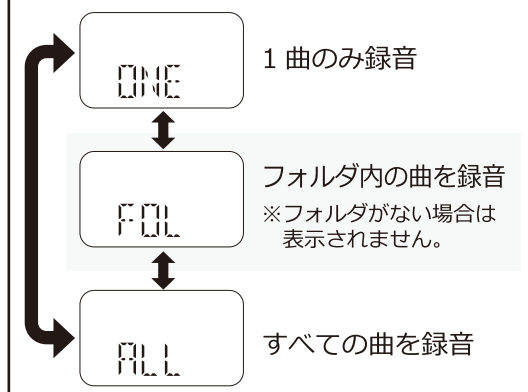 ONE
1 曲のみ録音
FOL
フォルダ内の曲を録音
※フォルダがない場合は
表示されません。
ALL
すべての曲を録音